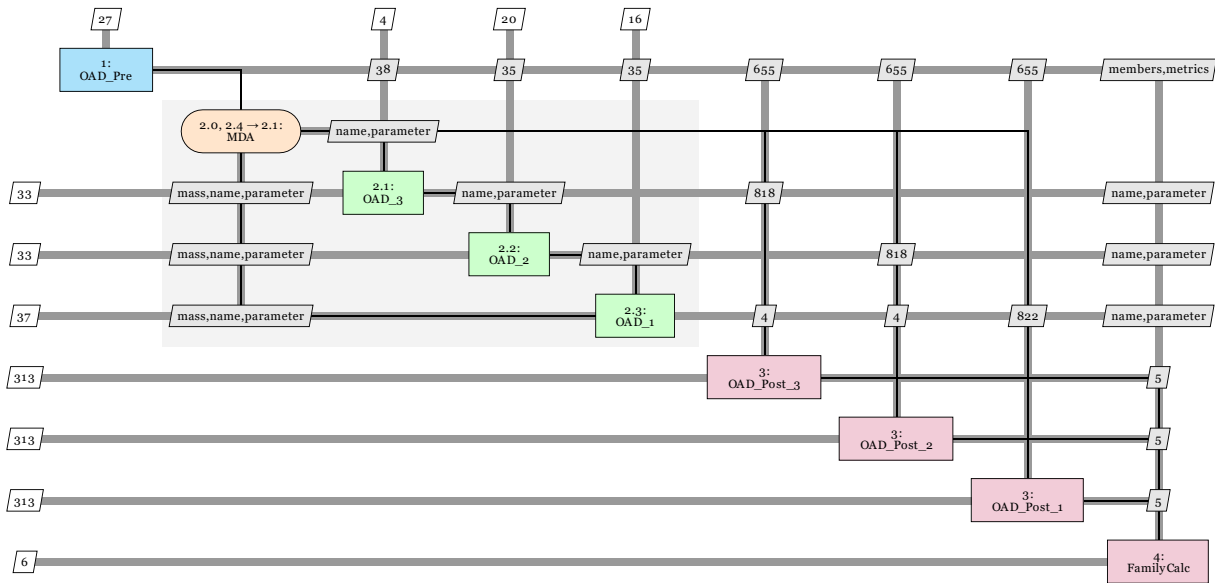 27
4
20
16
1:
OAD_Pre
38
35
35
655
655
655
members,metrics
2.0, 2.4 → 2.1:
MDA
name,parameter
33
mass,name,parameter
2.1:
OAD_3
name,parameter
818
name,parameter
33
mass,name,parameter
2.2:
OAD_2
name,parameter
818
name,parameter
37
mass,name,parameter
2.3:
OAD_1
4
4
822
name,parameter
313
3:
OAD_Post_3
5
313
3:
OAD_Post_2
5
313
3:
OAD_Post_1
5
6
4:
FamilyCalc